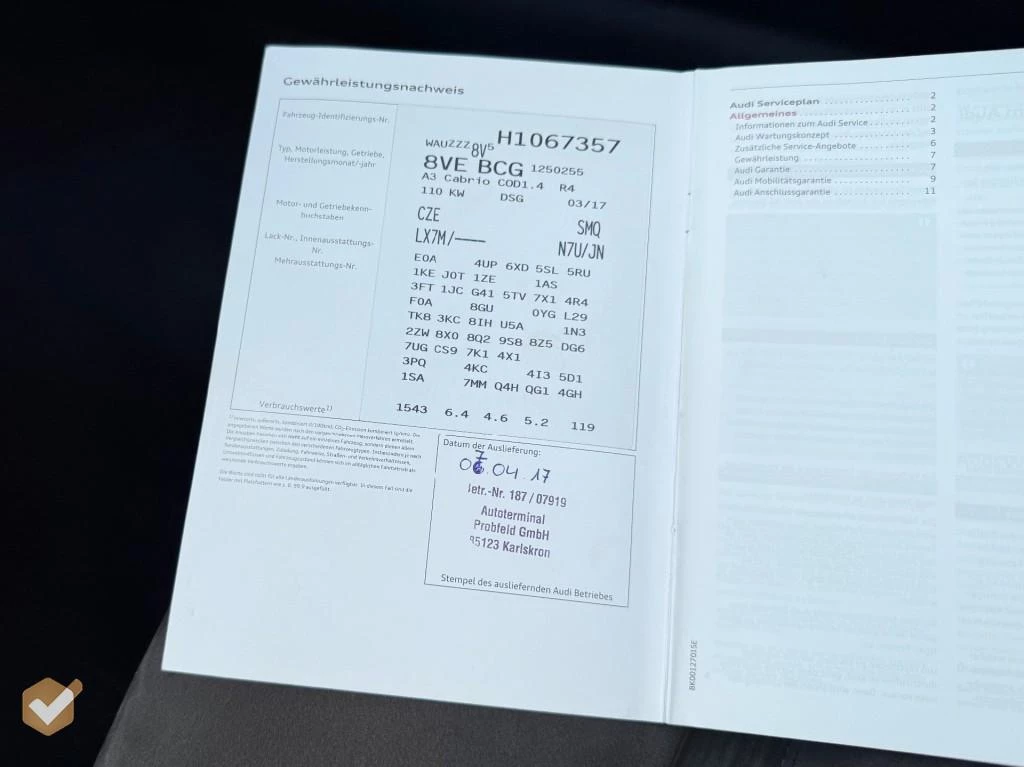 Gewährleistungsnachweis
Fahrzeug-Identifizierungs-Nr.
WAUZZZ8V5 H1067357
Typ, Motorleistung, Getriebe,
Herstellungsmonat/-jahr
8VE BCG 1250255
A3 Cabrio COD1.4 R4
110 KW DSG 03/17
Motor- und Getriebekenn-
buchstaben
CZE SMQ
Lack-Nr., Innenausstattungs-
Nr.
LX7M/---- N7U/JN
Mehrausstattungs-Nr.
E0A 4UP 6XD 5SL 5RU
1KE J0T 1ZE 1AS
3FT 1JC G41 5TV 7X1 4R4
F0A 8GU 0YG L29
TK8 3KC 8IH U5A 1N3
2ZW 8X0 8Q2 9S8 8Z5 DG6
7UG CS9 7K1 4X1
3PQ 4KC 4I3 5D1
1SA 7MM Q4H QG1 4GH
Verbrauchswerte1)
1543 6.4 4.6 5.2 119
Datum der Auslieferung:
07.04.17
Betr.-Nr. 187 / 07919
Autoterminal
Probfeld GmbH
85123 Karlskron
Stempel des ausliefernden Audi Betriebes
Audi Serviceplan 2
Allgemeines 2
Informationen zum Audi Service 2
Audi Wartungskonzept 3
Zusätzliche Service-Angebote 6
Gewährleistung 7
Audi Garantie 7
Audi Mobilitätsgarantie 9
Audi Anschlussgarantie 11
BK00127015E